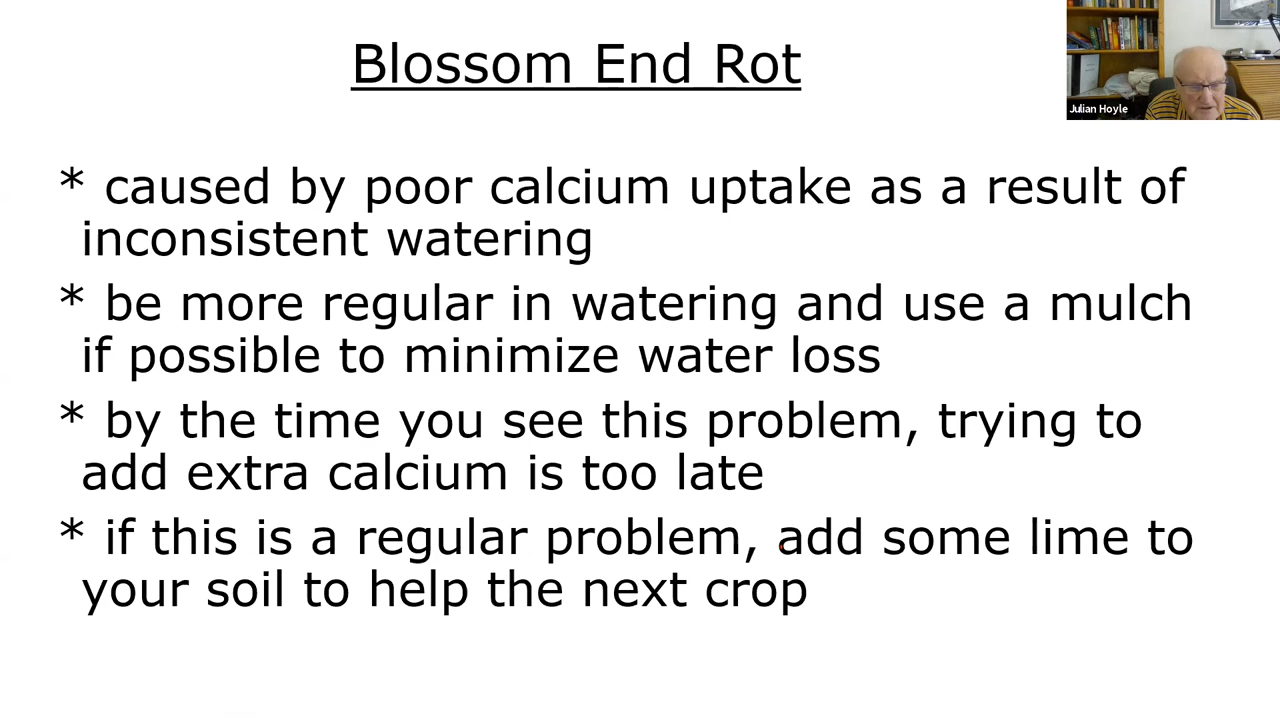 Blossom End Rot
Julian Hoyle
* caused by poor calcium uptake as a result of
inconsistent watering
* be more regular in watering and use a mulch
if possible to minimize water loss
* by the time you see this problem, trying to
add extra calcium is too late
* if this is a regular problem, add some lime to
your soil to help the next crop